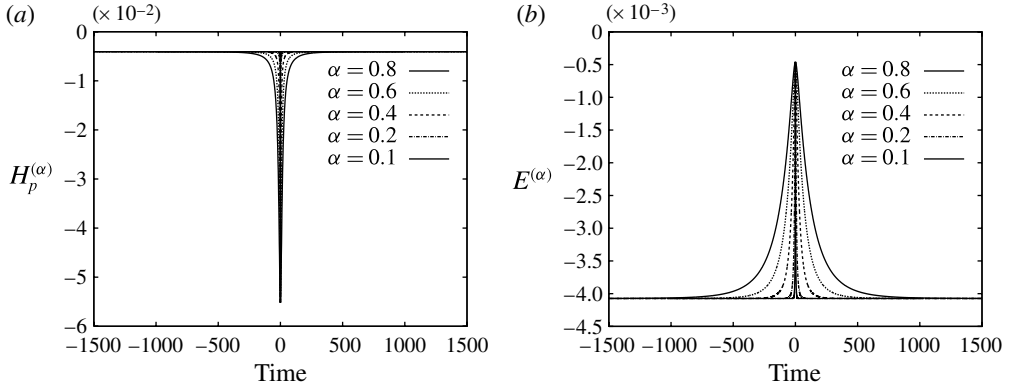 (a)
(× 10⁻²)
0
−1
−2
−3
−4
−5
−6
H_p^(α)
α = 0.8
α = 0.6
α = 0.4
α = 0.2
α = 0.1
−1500 −1000 −500 0 500 1000 1500
Time
(b)
(× 10⁻³)
0
−0.5
−1.0
−1.5
−2.0
−2.5
−3.0
−3.5
−4.0
−4.5
E^(α)
α = 0.8
α = 0.6
α = 0.4
α = 0.2
α = 0.1
−1500 −1000 −500 0 500 1000 1500
Time